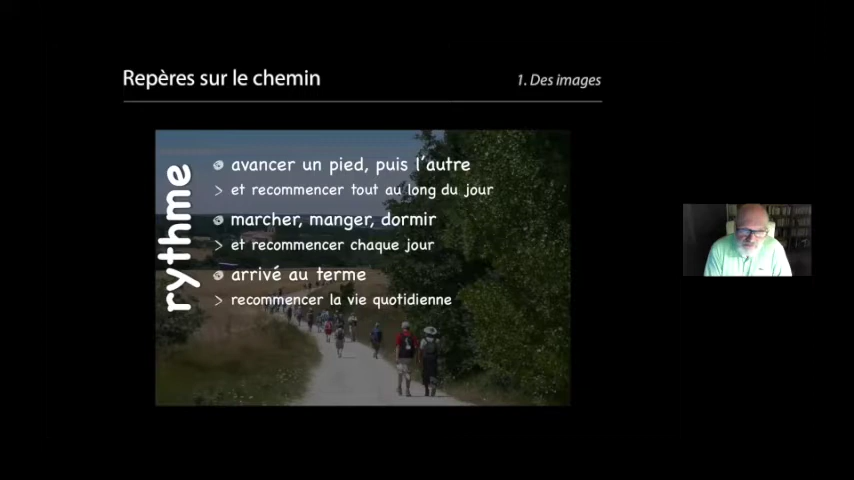 Repères sur le chemin
1. Des images
rythme
avancer un pied, puis l'autre
> et recommencer tout au long du jour
marcher, manger, dormir
> et recommencer chaque jour
arrivé au terme
> recommencer la vie quotidienne